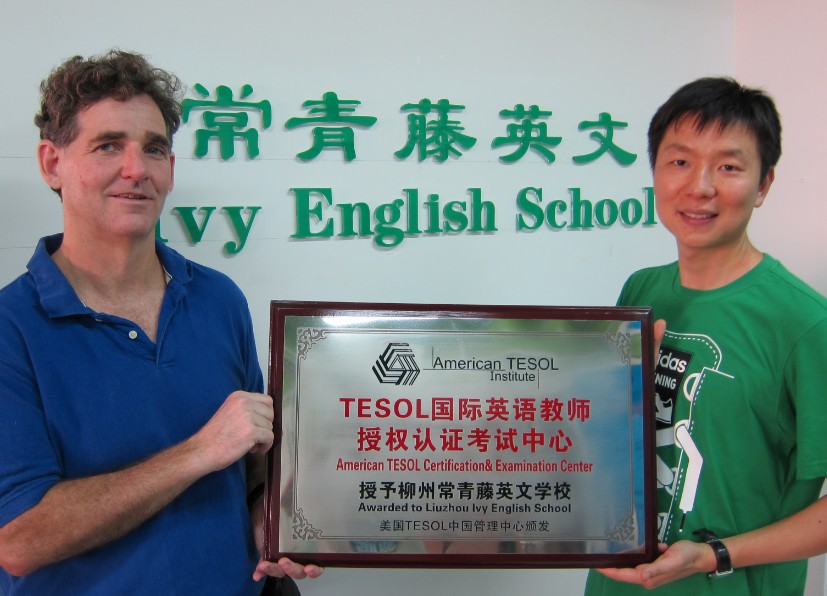 常青藤英文
Ivy English School
American TESOL
Institute
TESOL国际英语教师
授权认证考试中心
American TESOL Certification& Examination Center
授予柳州常青藤英文学校
Awarded to Liuzhou Ivy English School
美国TESOL中国管理中心颁发